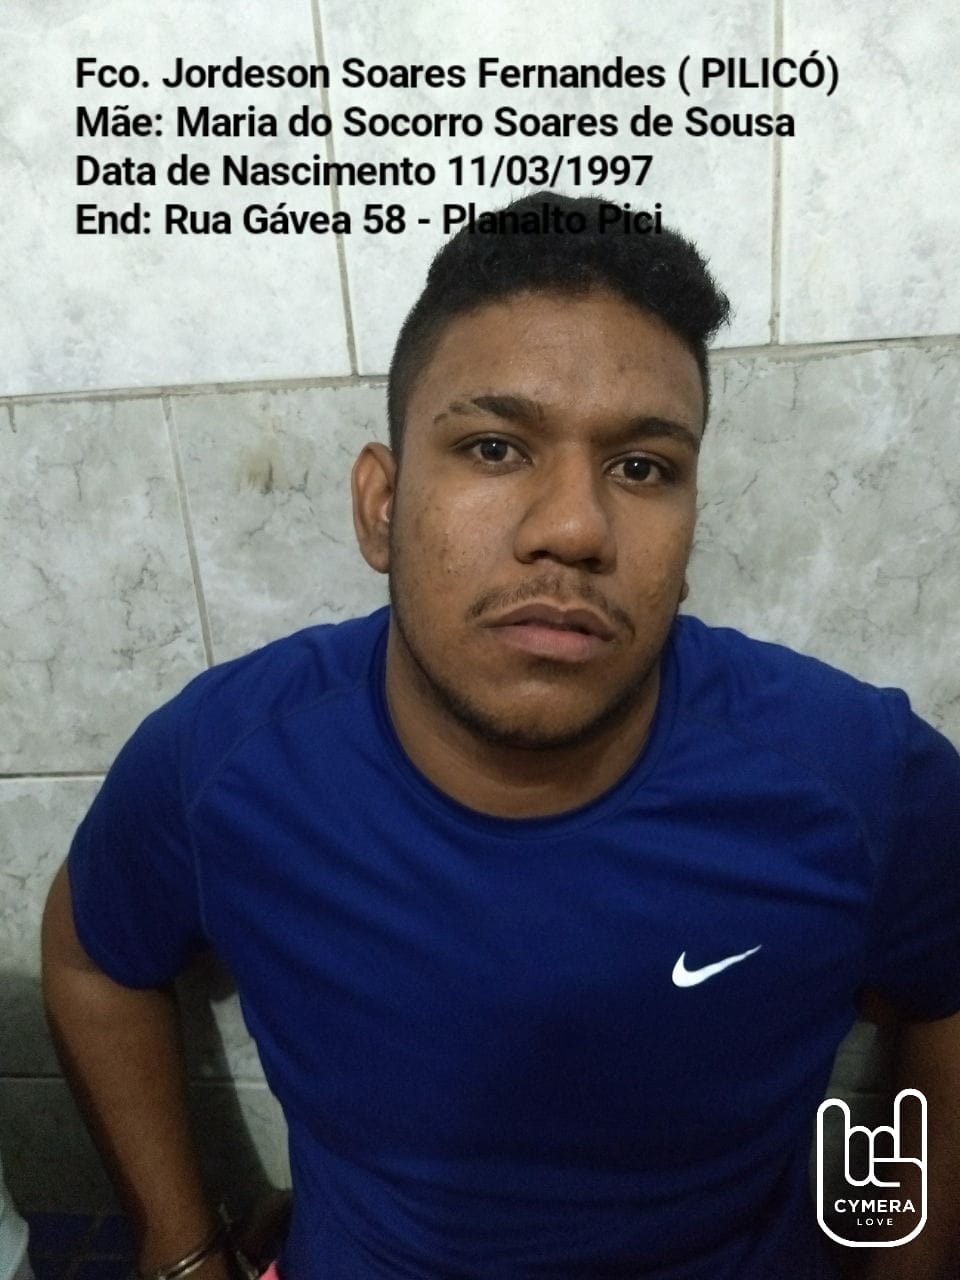 Fco. Jordeson Soares Fernandes ( PILICÓ)
Mãe: Maria do Socorro Soares de Sousa
Data de Nascimento 11/03/1997
End: Rua Gávea 58 - Planalto Pici
CYMERA
LOVE